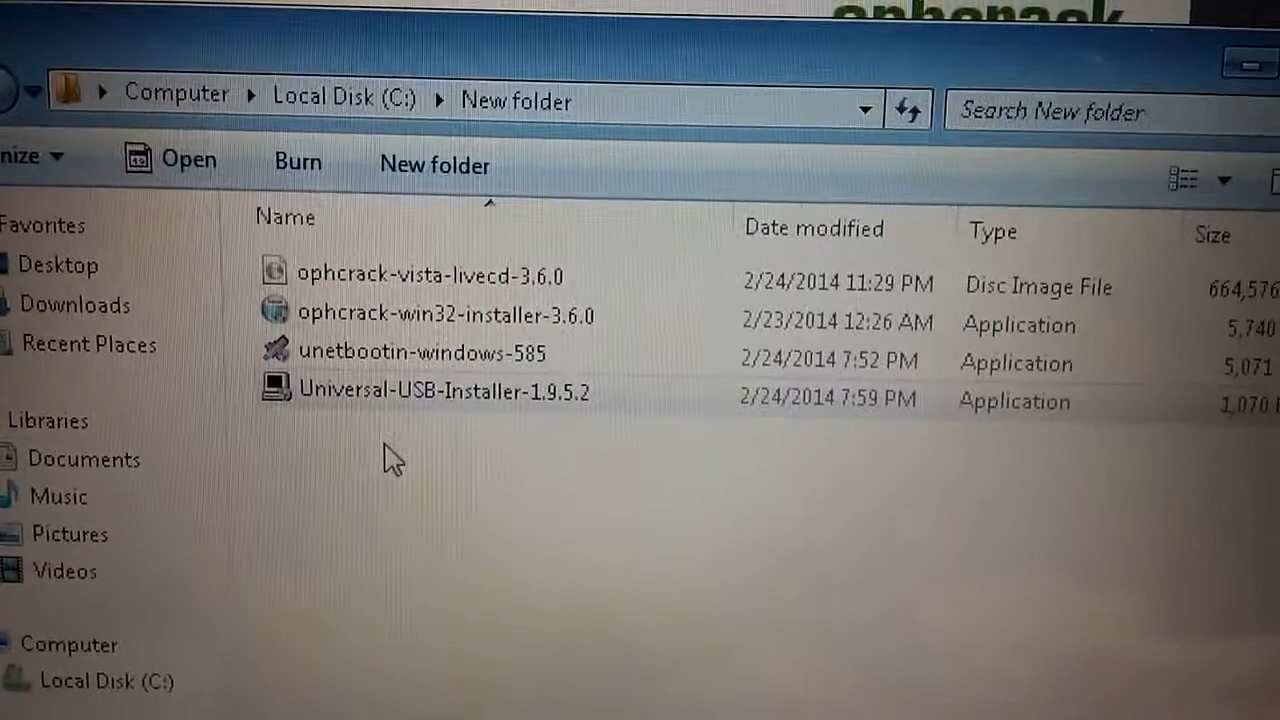 ophcrack
Computer Local Disk (C:) New folder Search New folder
Open Burn New folder
Name Date modified Type Size
Favorites
Desktop
Downloads
Recent Places
Libraries
Documents
Music
Pictures
Videos
Computer
Local Disk (C:)
ophcrack-vista-livecd-3.6.0 2/24/2014 11:29 PM Disc Image File 664,576
ophcrack-win32-installer-3.6.0 2/23/2014 12:26 AM Application 5,740
unetbootin-windows-585 2/24/2014 7:52 PM Application 5,071
Universal-USB-Installer-1.9.5.2 2/24/2014 7:59 PM Application 1,070